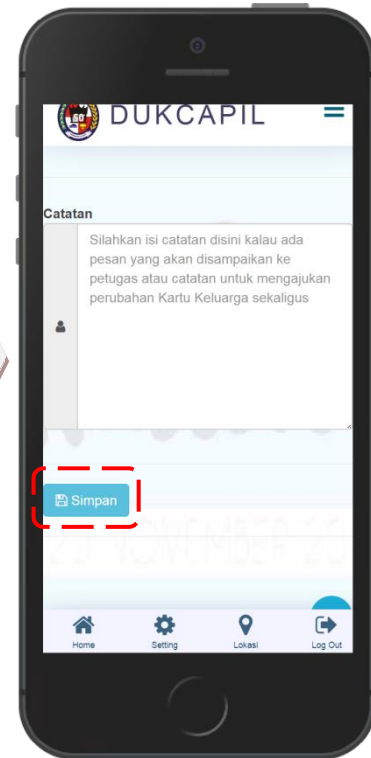 DUKCAPIL
Catatan
Silahkan isi catatan disini kalau ada
pesan yang akan disampaikan ke
petugas atau catatan untuk mengajukan
perubahan Kartu Keluarga sekaligus
Simpan
Home Setting Lokasi Log Out